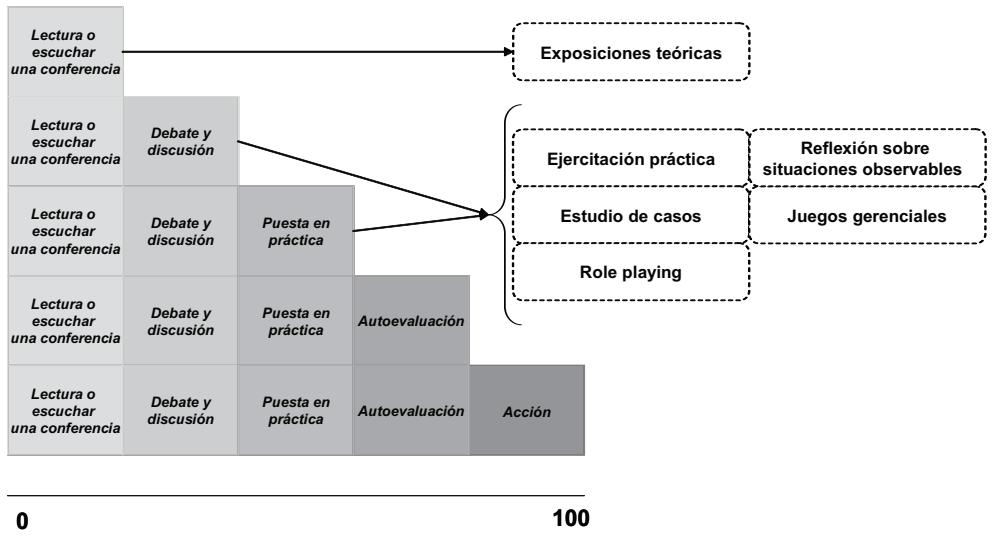 Lectura o
escuchar
una conferencia
Exposiciones teóricas
Lectura o
escuchar
una conferencia
Debate y
discusión
Ejercitación práctica
Reflexión sobre
situaciones observables
Lectura o
escuchar
una conferencia
Debate y
discusión
Puesta en
práctica
Estudio de casos
Juegos gerenciales
Role playing
Lectura o
escuchar
una conferencia
Debate y
discusión
Puesta en
práctica
Autoevaluación
Lectura o
escuchar
una conferencia
Debate y
discusión
Puesta en
práctica
Autoevaluación
Acción
0
100